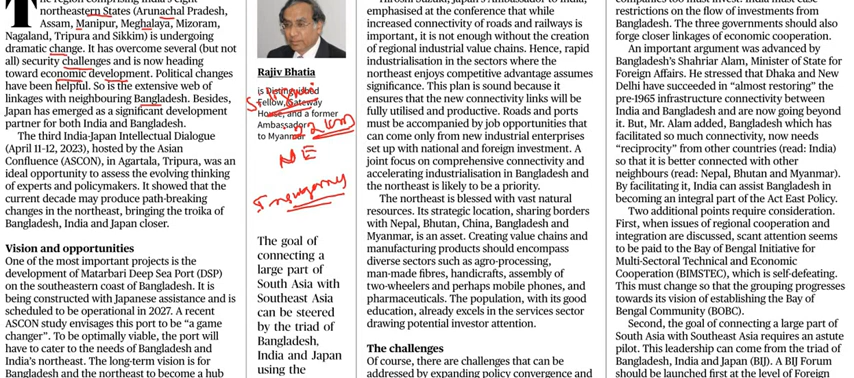 The region comprising India's eight
northeastern States (Arunachal Pradesh,
Assam, Manipur, Meghalaya, Mizoram,
Nagaland, Tripura and Sikkim) is undergoing
dramatic change. It has overcome several (but not
all) security challenges and is now heading
toward economic development. Political changes
have been helpful. So is the extensive web of
linkages with neighbouring Bangladesh. Besides,
Japan has emerged as a significant development
partner for both India and Bangladesh.
The third India-Japan Intellectual Dialogue
(April 11-12, 2023), hosted by the Asian
Confluence (ASCON), in Agartala, Tripura, was an
ideal opportunity to assess the evolving thinking
of experts and policymakers. It showed that the
current decade may produce path-breaking
changes in the northeast, bringing the troika of
Bangladesh, India and Japan closer.
Vision and opportunities
One of the most important projects is the
development of Matarbari Deep Sea Port (DSP)
on the southeastern coast of Bangladesh. It is
being constructed with Japanese assistance and is
scheduled to be operational in 2027. A recent
ASCON study envisages this port to be “a game
changer”. To be optimally viable, the port will
have to cater to the needs of Bangladesh and
India's northeast. The long-term vision is for
Bangladesh and the northeast to become a hub
Rajiv Bhatia
is Distinguished
Fellow, Gateway
House, and a former
Ambassador
to Myanmar
22 km
NE
Insurgency
The goal of
connecting a
large part of
South Asia with
Southeast Asia
can be steered
by the triad of
Bangladesh,
India and Japan
using the
emphasised at the conference that while
increased connectivity of roads and railways is
important, it is not enough without the creation
of regional industrial value chains. Hence, rapid
industrialisation in the sectors where the
northeast enjoys competitive advantage assumes
significance. This plan is sound because it
ensures that the new connectivity links will be
fully utilised and productive. Roads and ports
must be accompanied by job opportunities that
can come only from new industrial enterprises
set up with national and foreign investment. A
joint focus on comprehensive connectivity and
accelerating industrialisation in Bangladesh and
the northeast is likely to be a priority.
The northeast is blessed with vast natural
resources. Its strategic location, sharing borders
with Nepal, Bhutan, China, Bangladesh and
Myanmar, is an asset. Creating value chains and
manufacturing products should encompass
diverse sectors such as agro-processing,
man-made fibres, handicrafts, assembly of
two-wheelers and perhaps mobile phones, and
pharmaceuticals. The population, with its good
education, already excels in the services sector
drawing potential investor attention.
The challenges
Of course, there are challenges that can be
addressed by expanding policy convergence and
restrictions on the flow of investments from
Bangladesh. The three governments should also
forge closer linkages of economic cooperation.
An important argument was advanced by
Bangladesh's Shahriar Alam, Minister of State for
Foreign Affairs. He stressed that Dhaka and New
Delhi have succeeded in “almost restoring” the
pre-1965 infrastructure connectivity between
India and Bangladesh and are now going beyond
it. But, Mr. Alam added, Bangladesh which has
facilitated so much connectivity, now needs
“reciprocity” from other countries (read: India)
so that it is better connected with other
neighbours (read: Nepal, Bhutan and Myanmar).
By facilitating it, India can assist Bangladesh in
becoming an integral part of the Act East Policy.
Two additional points require consideration.
First, when issues of regional cooperation and
integration are discussed, scant attention seems
to be paid to the Bay of Bengal Initiative for
Multi-Sectoral Technical and Economic
Cooperation (BIMSTEC), which is self-defeating.
This must change so that the grouping progresses
towards its vision of establishing the Bay of
Bengal Community (BOBC).
Second, the goal of connecting a large part of
South Asia with Southeast Asia requires an astute
pilot. This leadership can come from the triad of
Bangladesh, India and Japan (BIJ). A BIJ Forum
should be launched first at the level of Foreign